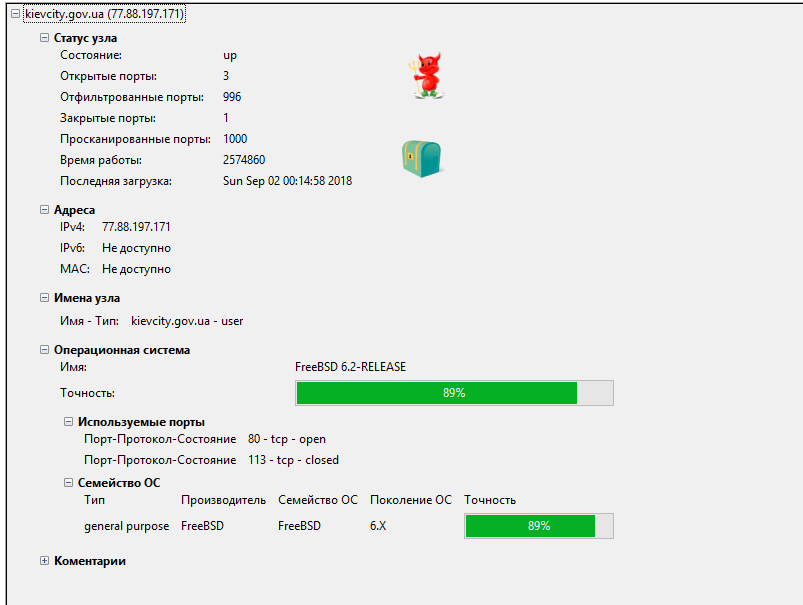 kievcity.gov.ua (77.88.197.171)
Статус узла
Состояние: up
Открытые порты: 3
Отфильтрованные порты: 996
Закрытые порты: 1
Просканированные порты: 1000
Время работы: 2574860
Последняя загрузка: Sun Sep 02 00:14:58 2018
Адреса
IPv4: 77.88.197.171
IPv6: Не доступно
MAC: Не доступно
Имена узла
Имя - Тип: kievcity.gov.ua - user
Операционная система
Имя: FreeBSD 6.2-RELEASE
Точность: 89%
Используемые порты
Порт-Протокол-Состояние 80 - tcp - open
Порт-Протокол-Состояние 113 - tcp - closed
Семейство ОС
Тип Производитель Семейство ОС Поколение ОС Точность
general purpose FreeBSD FreeBSD 6.X 89%
Коментарии